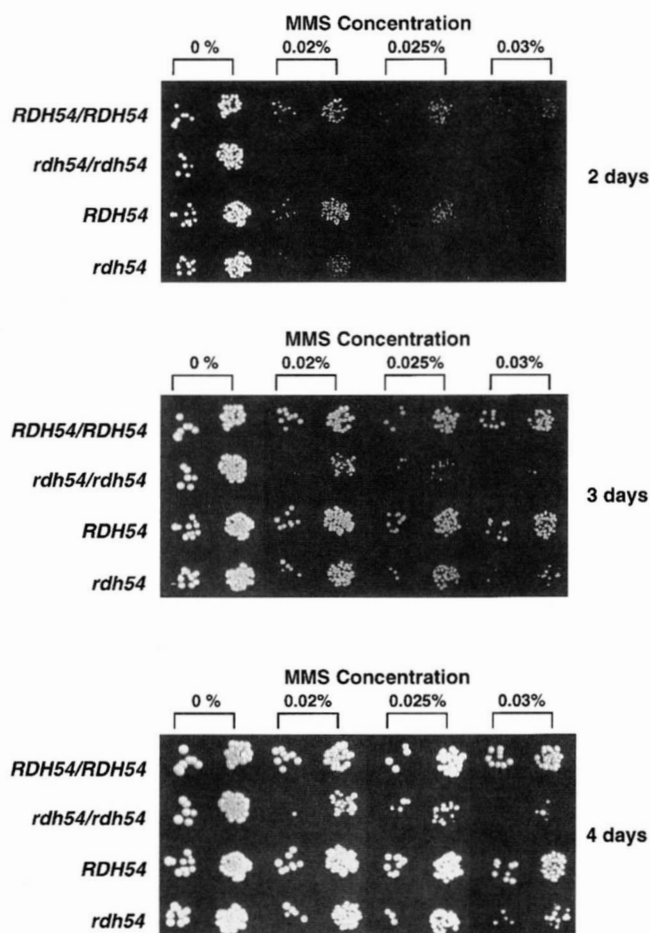 MMS Concentration
0 % 0.02% 0.025% 0.03%
RDH54/RDH54
rdh54/rdh54
RDH54
rdh54
2 days
MMS Concentration
0 % 0.02% 0.025% 0.03%
RDH54/RDH54
rdh54/rdh54
RDH54
rdh54
3 days
MMS Concentration
0 % 0.02% 0.025% 0.03%
RDH54/RDH54
rdh54/rdh54
RDH54
rdh54
4 days